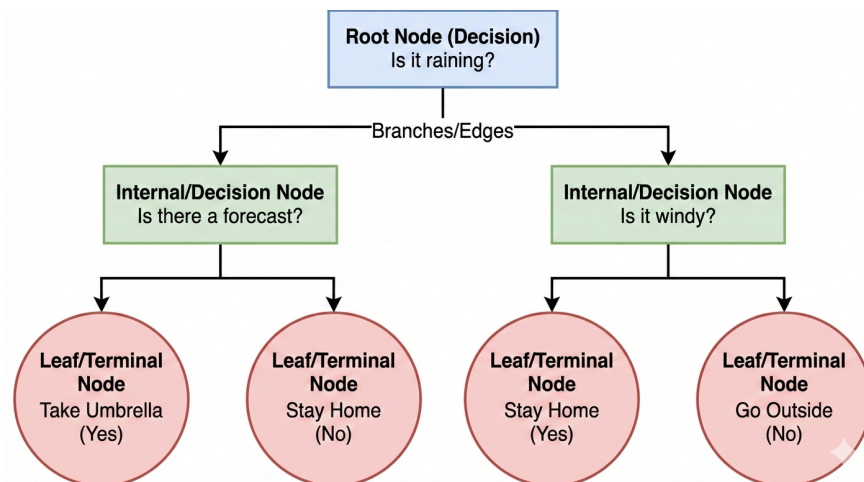 Root Node (Decision)
Is it raining?
Branches/Edges
Internal/Decision Node
Is there a forecast?
Internal/Decision Node
Is it windy?
Leaf/Terminal
Node
Take Umbrella
(Yes)
Leaf/Terminal
Node
Stay Home
(No)
Leaf/Terminal
Node
Stay Home
(Yes)
Leaf/Terminal
Node
Go Outside
(No)